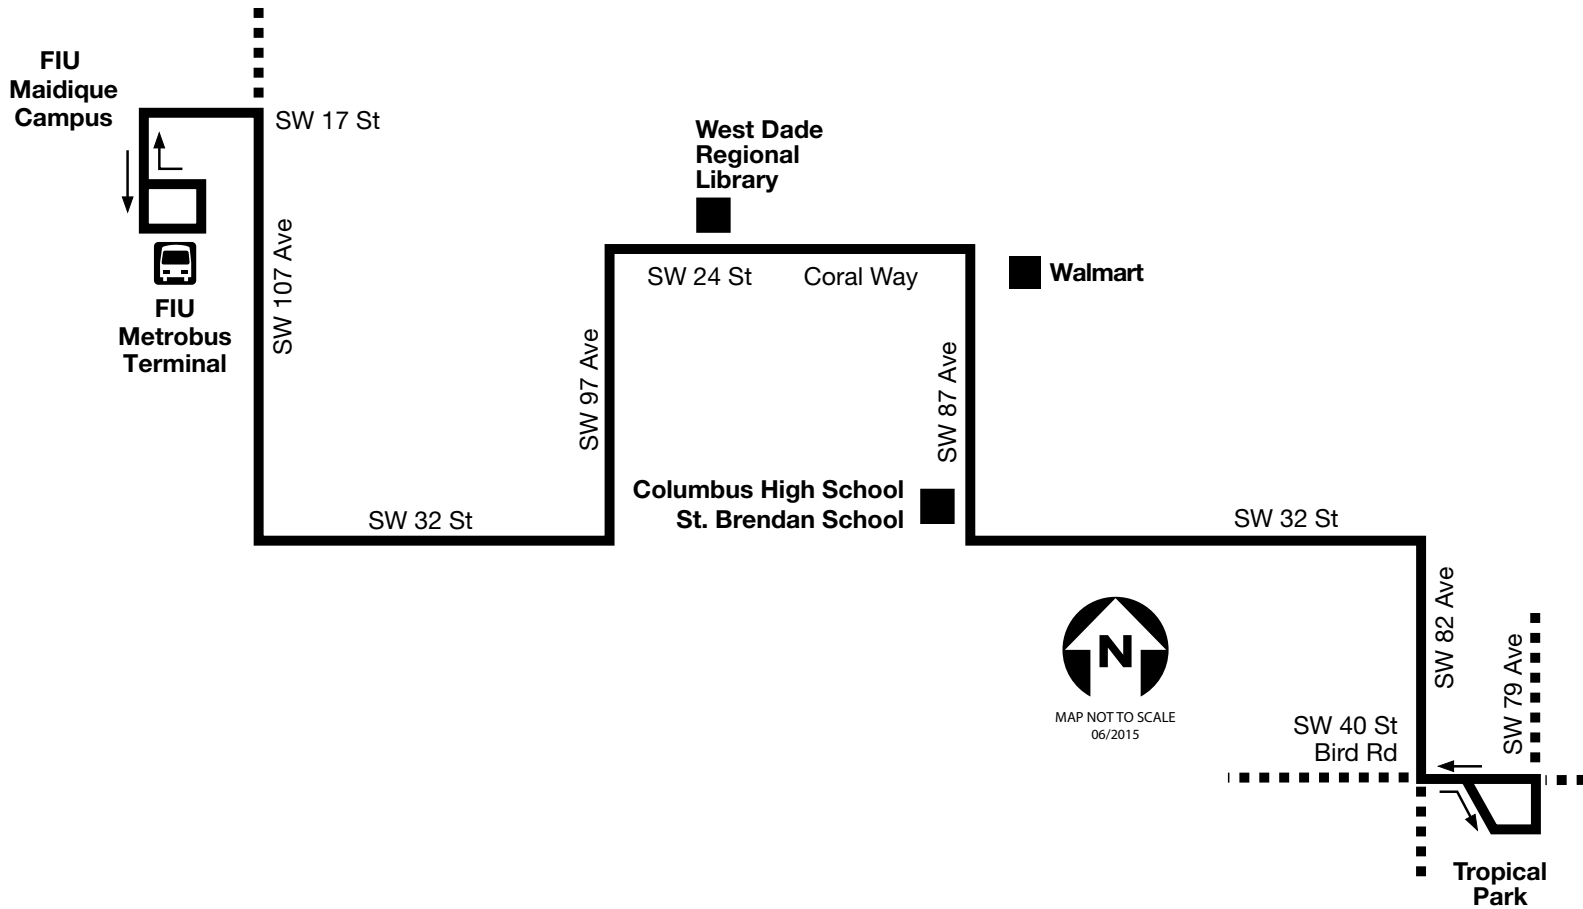 FIU
Maidique
Campus
SW 17 St
West Dade
Regional
Library
SW 107 Ave
FIU
Metrobus
Terminal
SW 24 St
Coral Way
Walmart
SW 97 Ave
SW 87 Ave
Columbus High School
St. Brendan School
SW 32 St
SW 32 St
SW 82 Ave
SW 79 Ave
N
MAP NOT TO SCALE
06/2015
SW 40 St
Bird Rd
Tropical
Park